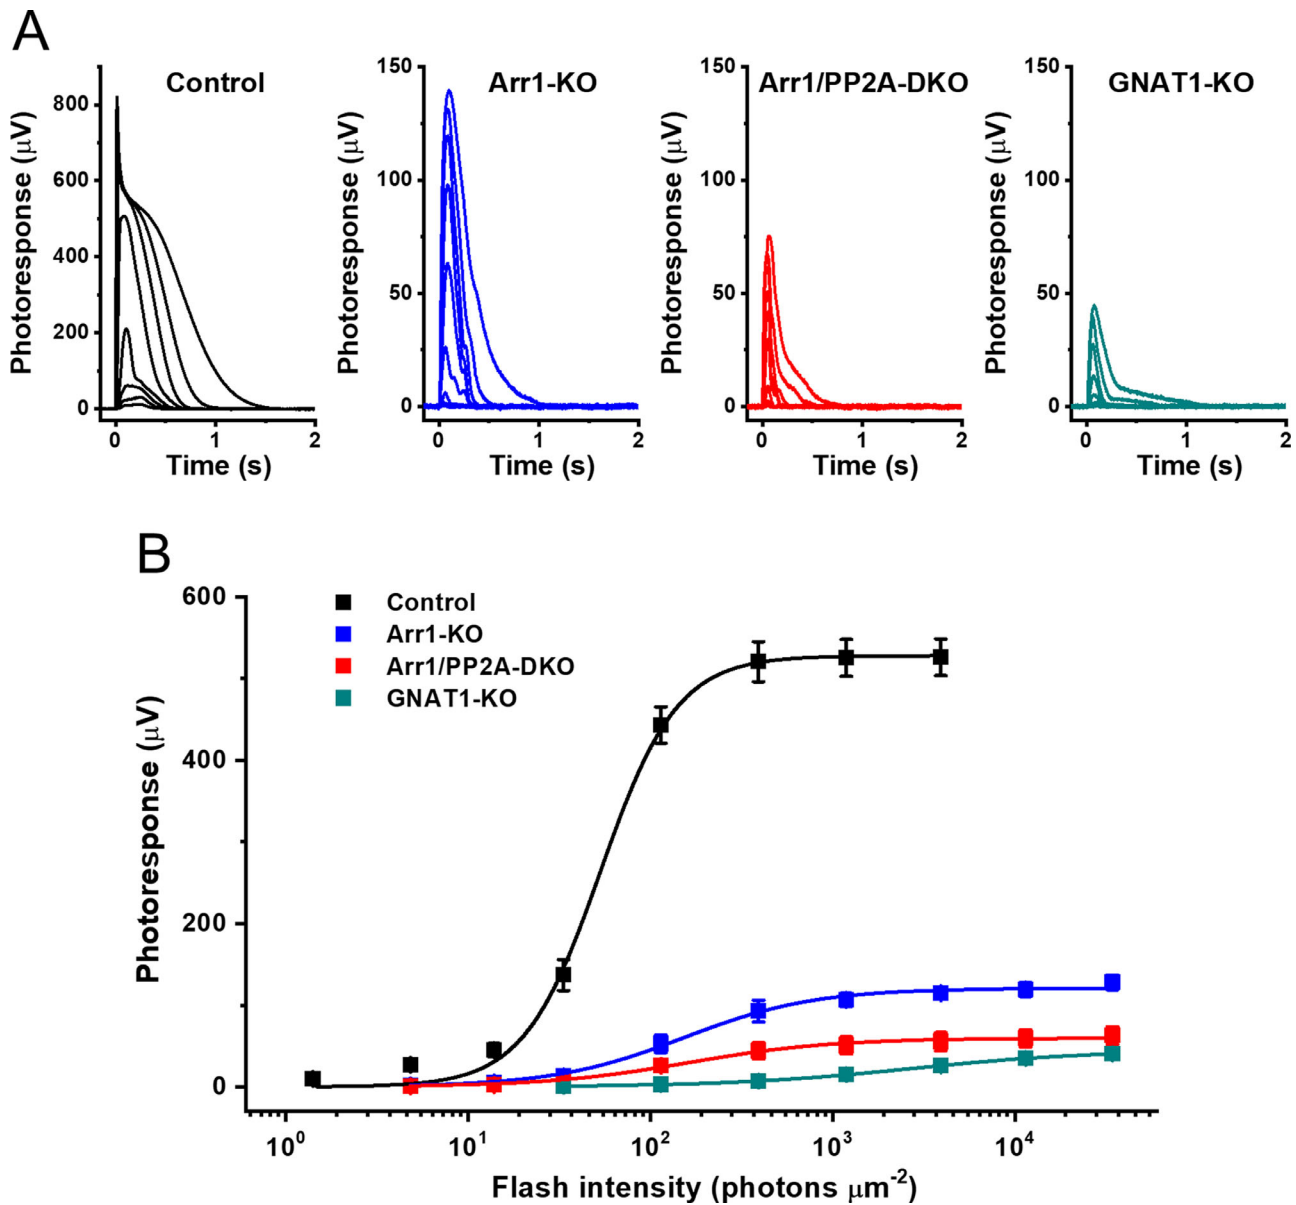 A
Control
Arr1-KO
Arr1/PP2A-DKO
GNAT1-KO
Photoresponse (μV)
800
600
400
200
0
0 1 2
Time (s)
Photoresponse (μV)
150
100
50
0
0 1 2
Time (s)
Photoresponse (μV)
150
100
50
0
0 1 2
Time (s)
Photoresponse (μV)
150
100
50
0
0 1 2
Time (s)
B
Control
Arr1-KO
Arr1/PP2A-DKO
GNAT1-KO
Photoresponse (μV)
600
400
200
0
10⁰ 10¹ 10² 10³ 10⁴
Flash intensity (photons μm⁻²)